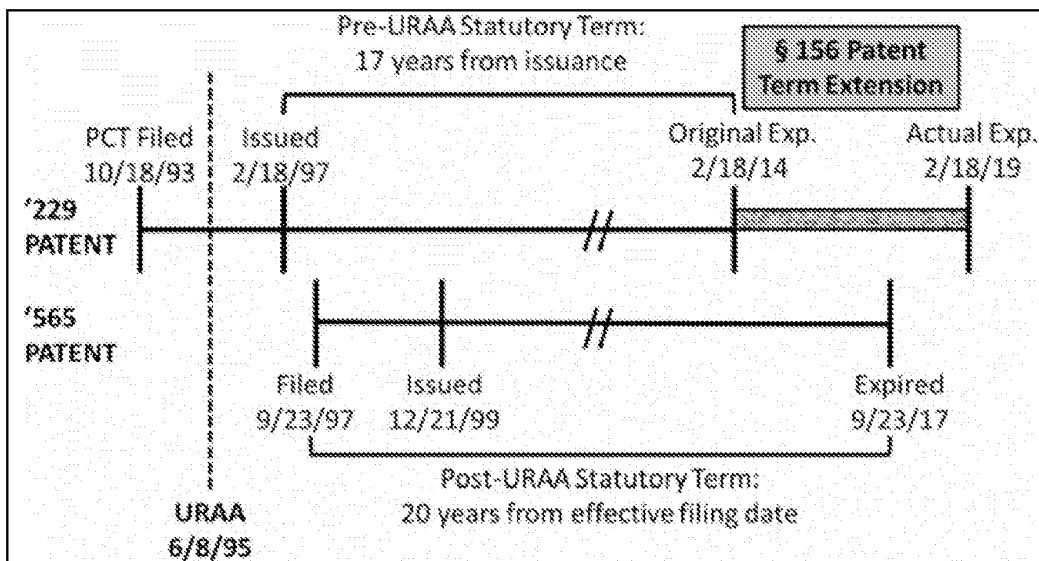 Pre-URAA Statutory Term:
17 years from issuance
§ 156 Patent
Term Extension
PCT Filed
10/18/93
Issued
2/18/97
Original Exp.
2/18/14
Actual Exp.
2/18/19
'229
PATENT
'565
PATENT
Filed
9/23/97
Issued
12/21/99
Expired
9/23/17
Post-URAA Statutory Term:
20 years from effective filing date
URAA
6/8/95